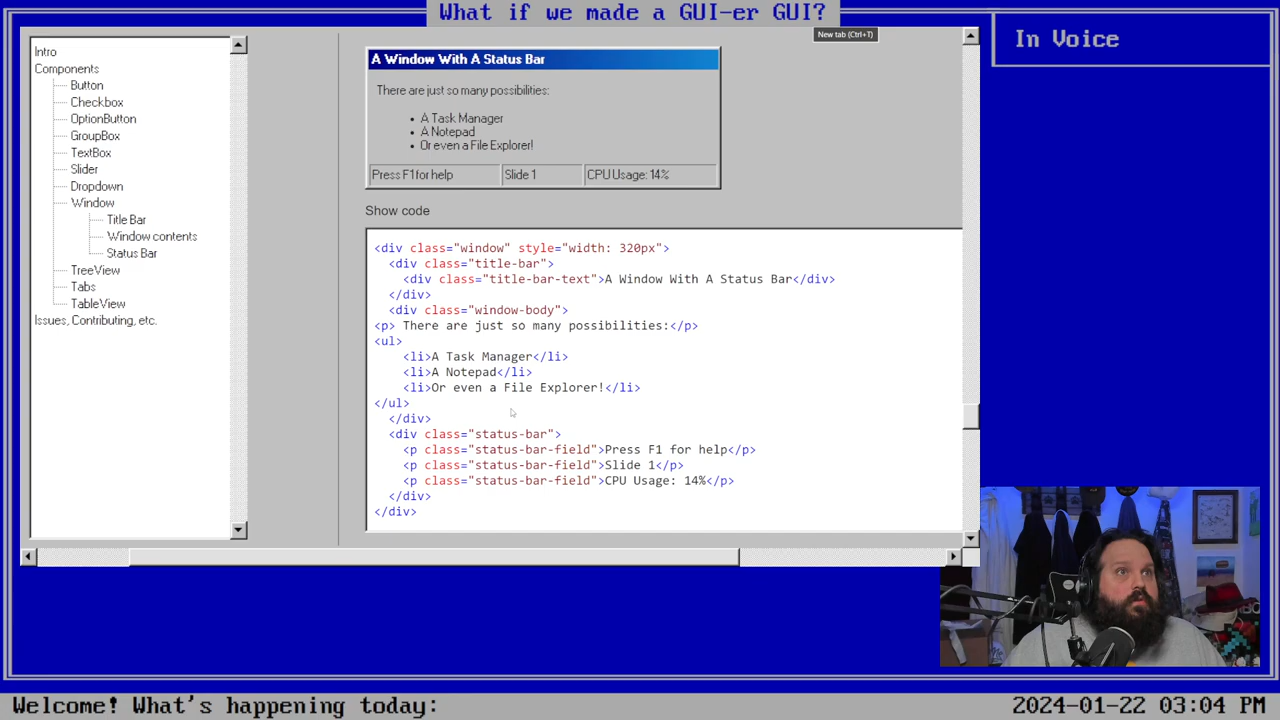 What if we made a GUI-er GUI?
New tab (Ctrl+T)
In Voice
Intro
Components
Button
Checkbox
OptionButton
GroupBox
TextBox
Slider
Dropdown
Window
Title Bar
Window contents
Status Bar
TreeView
Tabs
TableView
Issues, Contributing, etc.
A Window With A Status Bar
There are just so many possibilities:
• A Task Manager
• A Notepad
• Or even a File Explorer!
Press F1 for help
Slide 1
CPU Usage: 14%
Show code
<div class="window" style="width: 320px">
  <div class="title-bar">
    <div class="title-bar-text">A Window With A Status Bar</div>
  </div>
  <div class="window-body">
<p> There are just so many possibilities:</p>
<ul>
    <li>A Task Manager</li>
    <li>A Notepad</li>
    <li>Or even a File Explorer!</li>
</ul>
  </div>
  <div class="status-bar">
    <p class="status-bar-field">Press F1 for help</p>
    <p class="status-bar-field">Slide 1</p>
    <p class="status-bar-field">CPU Usage: 14%</p>
  </div>
</div>
Welcome! What's happening today:
2024-01-22 03:04 PM